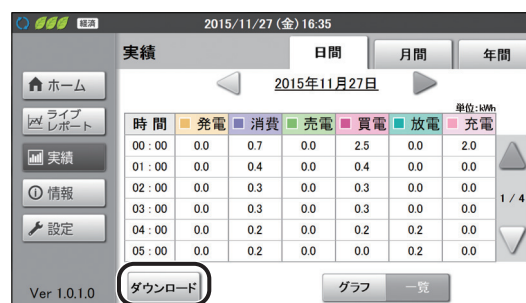 経済 2015/11/27 (金) 16:35
実績 日間 月間 年間
ホーム
ライブレポート
実績
情報
設定
Ver 1.0.1.0
2015年11月27日
単位:kWh
時 間 発電 消費 売電 買電 放電 充電
00 : 00 0.0 0.7 0.0 2.5 0.0 2.0
01 : 00 0.0 0.4 0.0 0.4 0.0 0.0
02 : 00 0.0 0.3 0.0 0.3 0.0 0.0
03 : 00 0.0 0.3 0.0 0.3 0.0 0.0
04 : 00 0.0 0.2 0.0 0.0 0.2 0.0
05 : 00 0.0 0.2 0.0 0.0 0.2 0.0
1 / 4
ダウンロード グラフ 一覧